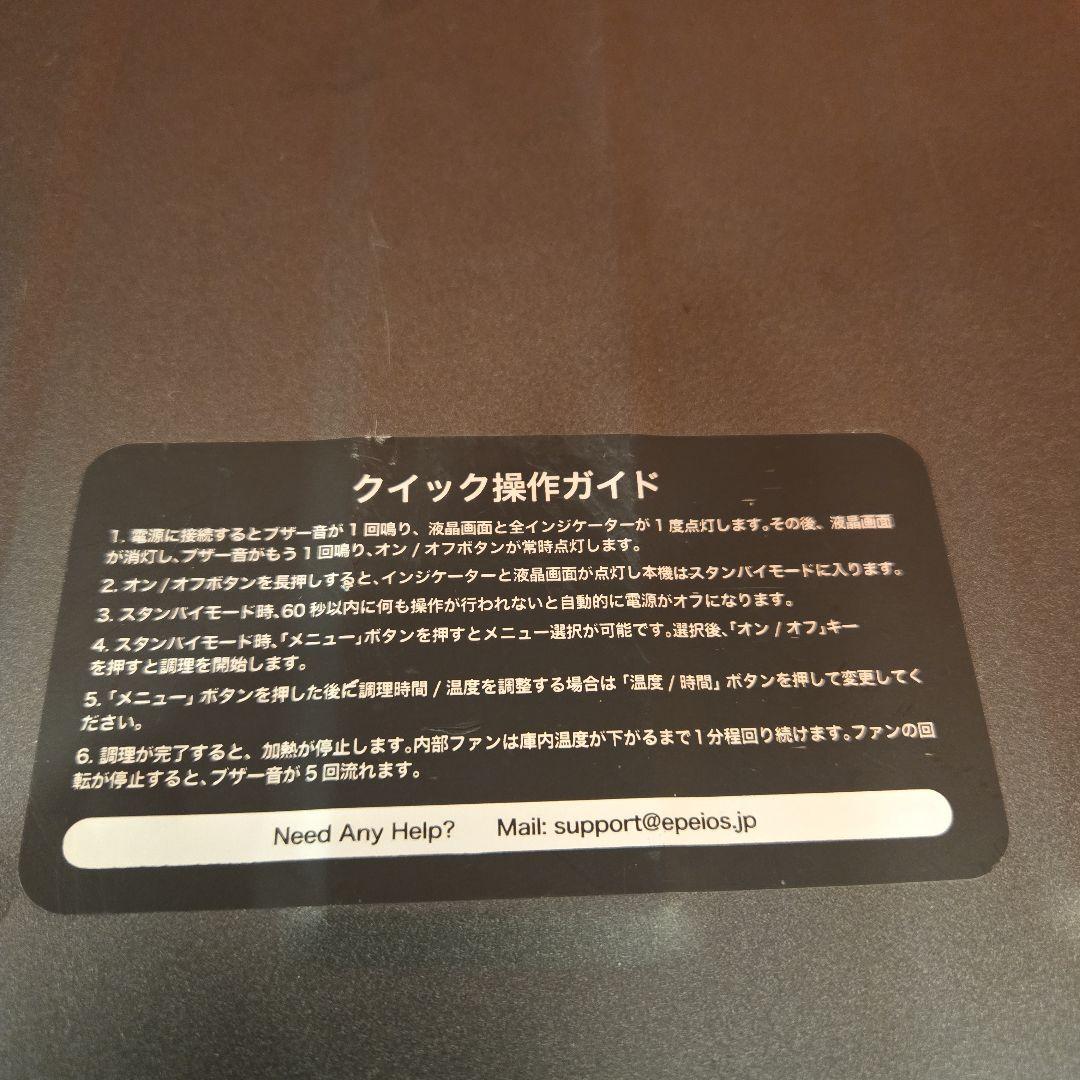 クイック操作ガイド
1. 電源に接続するとブザー音が1回鳴り、液晶画面と全インジケーターが1度点灯します。その後、液晶画面
が消灯し、ブザー音がもう1回鳴り、オン/オフボタンが常時点灯します。
2. オン/オフボタンを長押しすると、インジケーターと液晶画面が点灯し本機はスタンバイモードに入ります。
3. スタンバイモード時、60秒以内に何も操作が行われないと自動的に電源がオフになります。
4. スタンバイモード時、「メニュー」ボタンを押すとメニュー選択が可能です。選択後、「オン/オフ」キー
を押すと調理を開始します。
5. 「メニュー」ボタンを押した後に調理時間/温度を調整する場合は「温度/時間」ボタンを押して変更してく
ださい。
6. 調理が完了すると、加熱が停止します。内部ファンは庫内温度が下がるまで1分程回り続けます。ファンの回
転が停止すると、ブザー音が5回流れます。
Need Any Help? Mail: support@epeios.jp